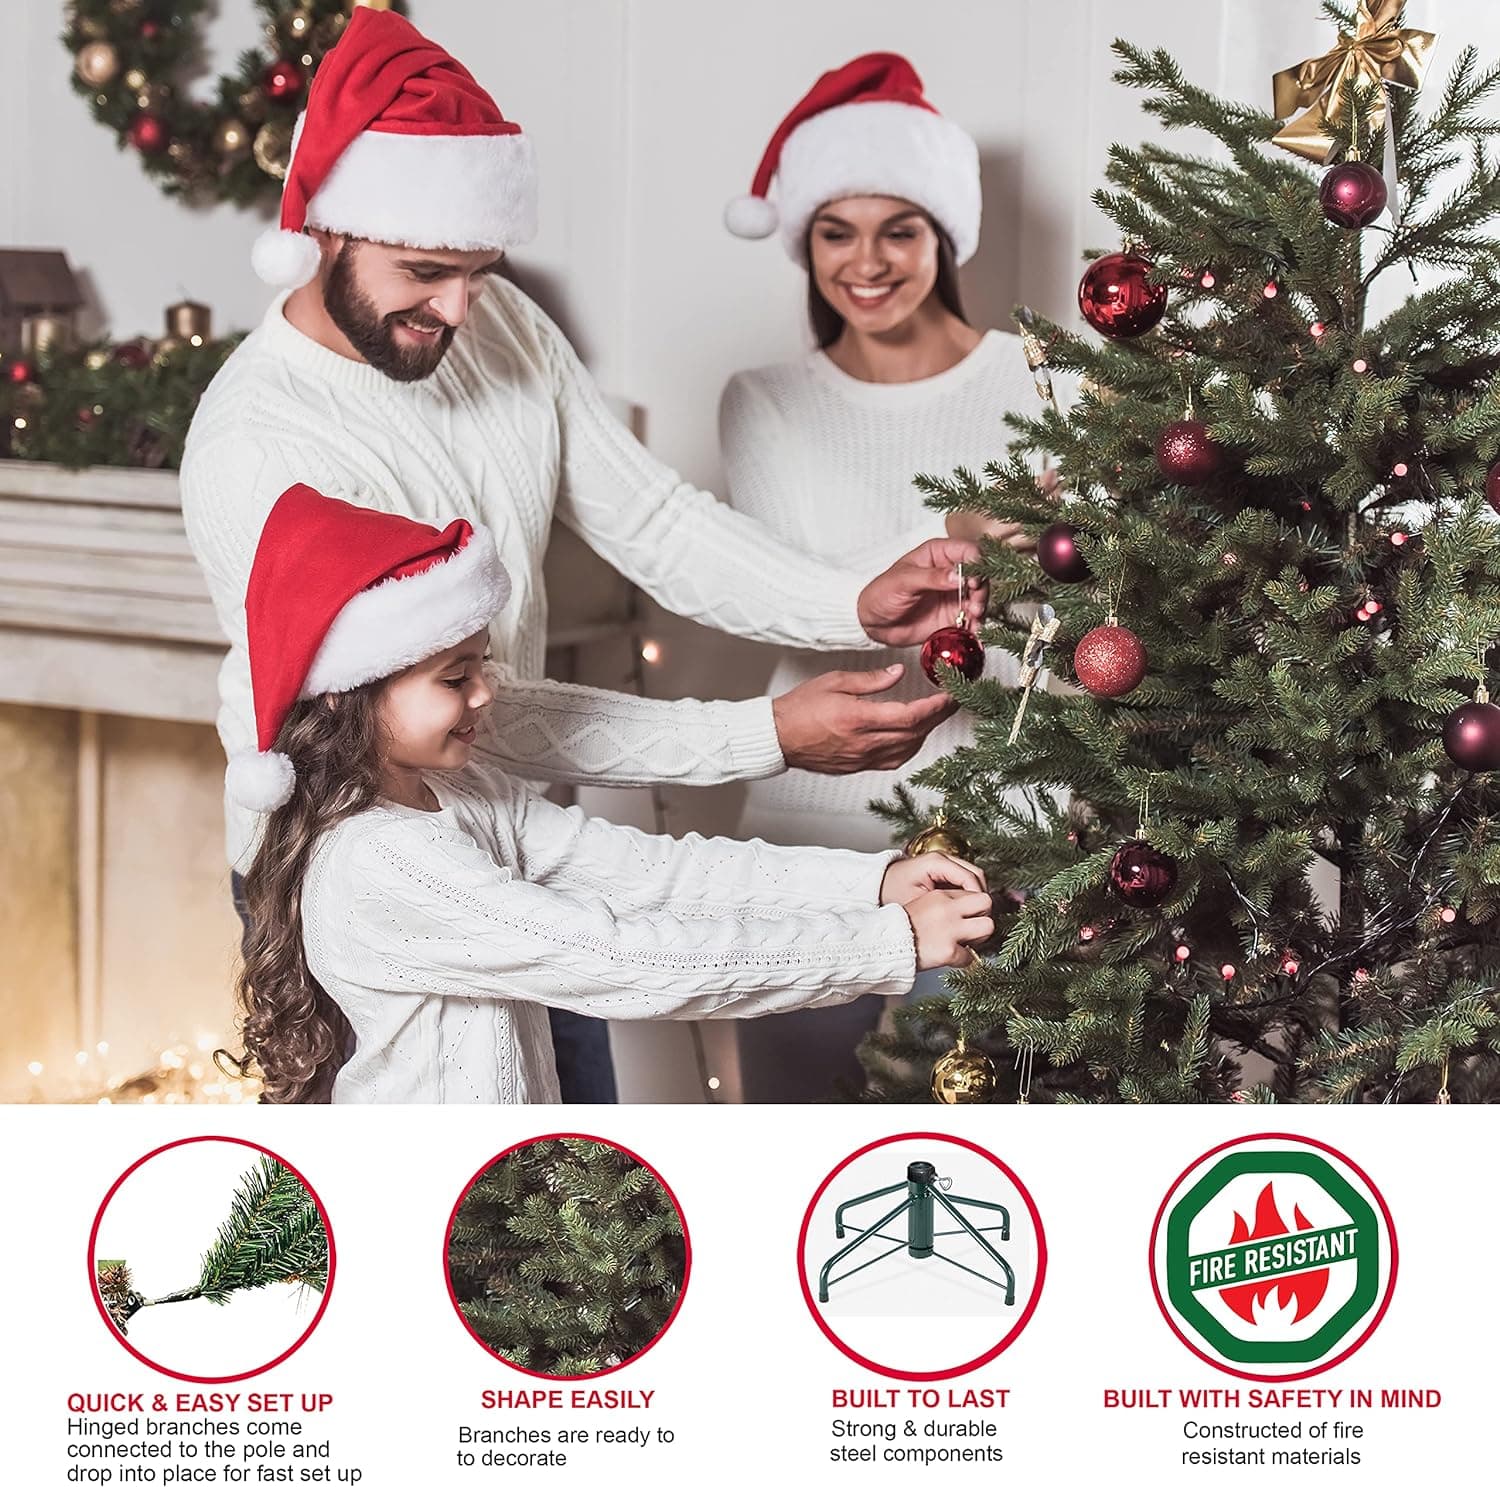 QUICK & EASY SET UP
Hinged branches come
connected to the pole and
drop into place for fast set up
SHAPE EASILY
Branches are ready to
to decorate
BUILT TO LAST
Strong & durable
steel components
FIRE RESISTANT
BUILT WITH SAFETY IN MIND
Constructed of fire
resistant materials